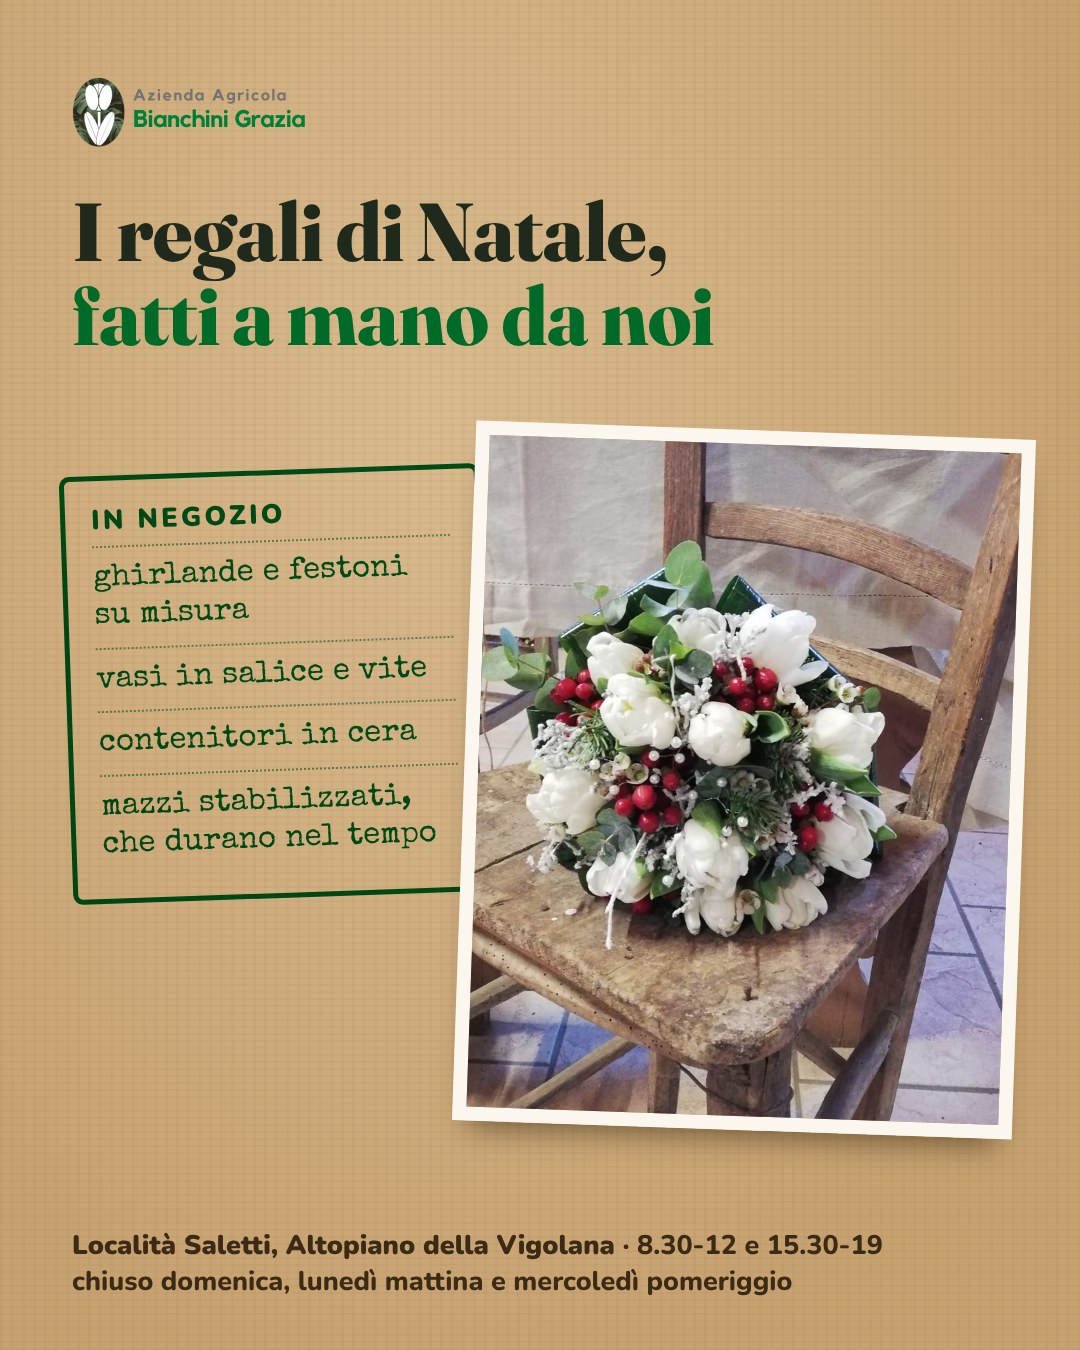 Azienda Agricola
Bianchini Grazia
I regali di Natale,
fatti a mano da noi
IN NEGOZIO
ghirlande e festoni
su misura
vasi in salice e vite
contenitori in cera
mazzi stabilizzati,
che durano nel tempo
Località Saletti, Altopiano della Vigolana · 8.30-12 e 15.30-19
chiuso domenica, lunedì mattina e mercoledì pomeriggio